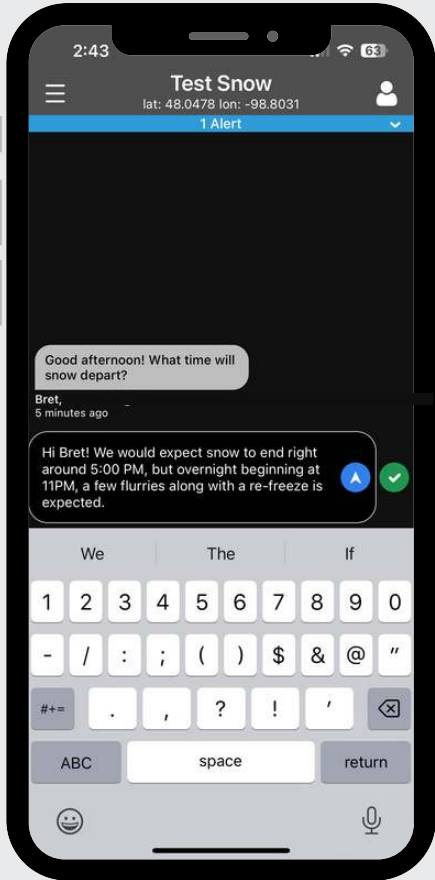 2:43
63
Test Snow
lat: 48.0478 lon: -98.8031
1 Alert
Good afternoon! What time will
snow depart?
Bret,
5 minutes ago
Hi Bret! We would expect snow to end right
around 5:00 PM, but overnight beginning at
11PM, a few flurries along with a re-freeze is
expected.
We The If
1 2 3 4 5 6 7 8 9 0
- / : ; ( ) $ & @ "
#+= . , ? ! '
ABC space return